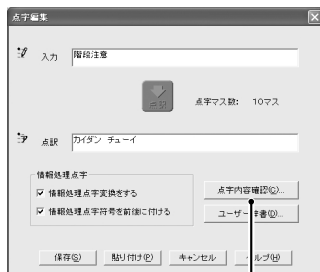 点字編集
入力 階段注意
点訳 点字マス数: 10マス
点訳 カイダン チューイ
情報処理点字
情報処理点字変換をする
情報処理点字符号を前後に付ける
点字内容確認(C)...
ユーザー辞書(D)...
保存(S) 貼り付け(P) キャンセル ヘルプ(H)